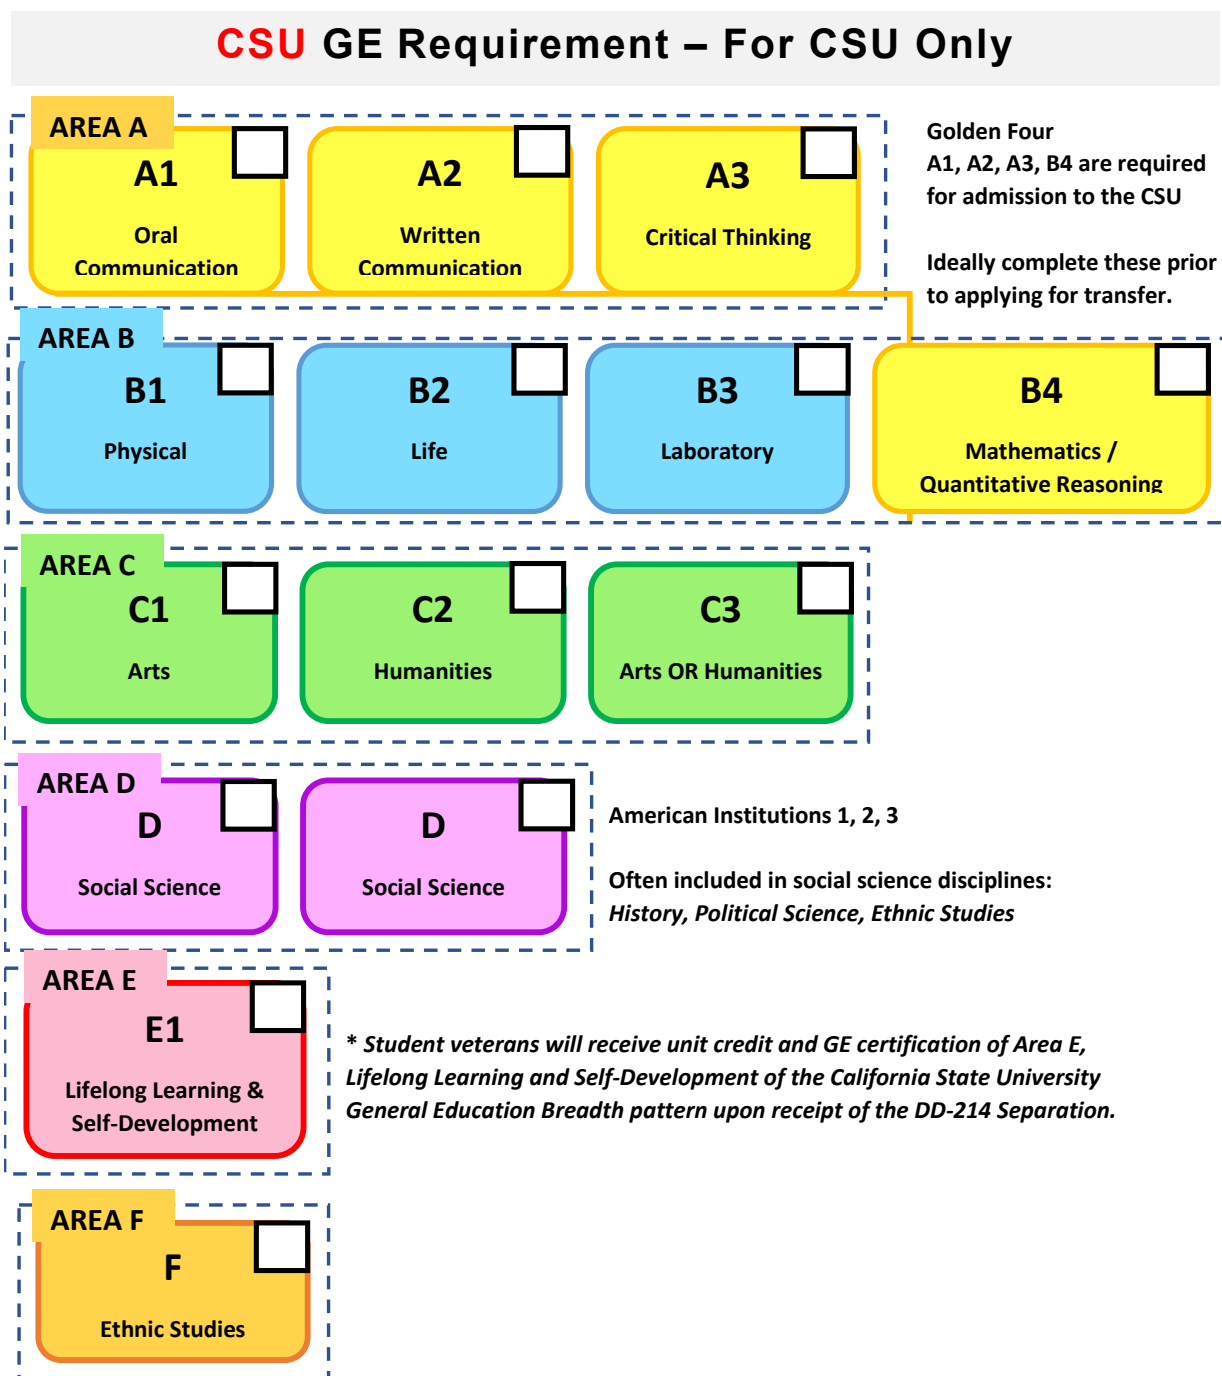 CSU GE Requirement – For CSU Only
AREA A
A1
Oral
Communication
A2
Written
Communication
A3
Critical Thinking
Golden Four
A1, A2, A3, B4 are required
for admission to the CSU
Ideally complete these prior
to applying for transfer.
AREA B
B1
Physical
B2
Life
B3
Laboratory
B4
Mathematics /
Quantitative Reasoning
AREA C
C1
Arts
C2
Humanities
C3
Arts OR Humanities
AREA D
D
Social Science
D
Social Science
American Institutions 1, 2, 3
Often included in social science disciplines:
History, Political Science, Ethnic Studies
AREA E
E1
Lifelong Learning &
Self-Development
* Student veterans will receive unit credit and GE certification of Area E,
Lifelong Learning and Self-Development of the California State University
General Education Breadth pattern upon receipt of the DD-214 Separation.
AREA F
F
Ethnic Studies